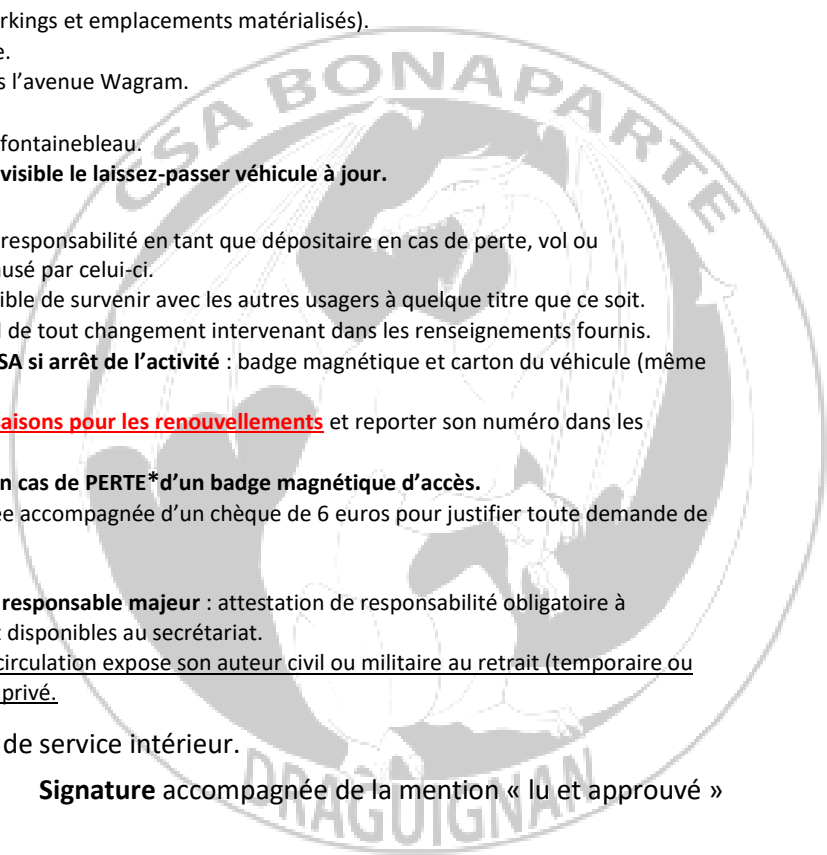 rkings et emplacements matérialisés).
e.
s l’avenue Wagram.
fontainebleau.
visible le laissez-passer véhicule à jour.
responsabilité en tant que dépositaire en cas de perte, vol ou
usé par celui-ci.
ible de survenir avec les autres usagers à quelque titre que ce soit.
de tout changement intervenant dans les renseignements fournis.
SA si arrêt de l’activité : badge magnétique et carton du véhicule (même
aisons pour les renouvellements et reporter son numéro dans les
n cas de PERTE*d’un badge magnétique d’accès.
e accompagnée d’un chèque de 6 euros pour justifier toute demande de
responsable majeur : attestation de responsabilité obligatoire à
t disponibles au secrétariat.
circulation expose son auteur civil ou militaire au retrait (temporaire ou
privé.
de service intérieur.
Signature accompagnée de la mention « lu et approuvé »
CSA BONAPARTE
DRAGUIGNAN